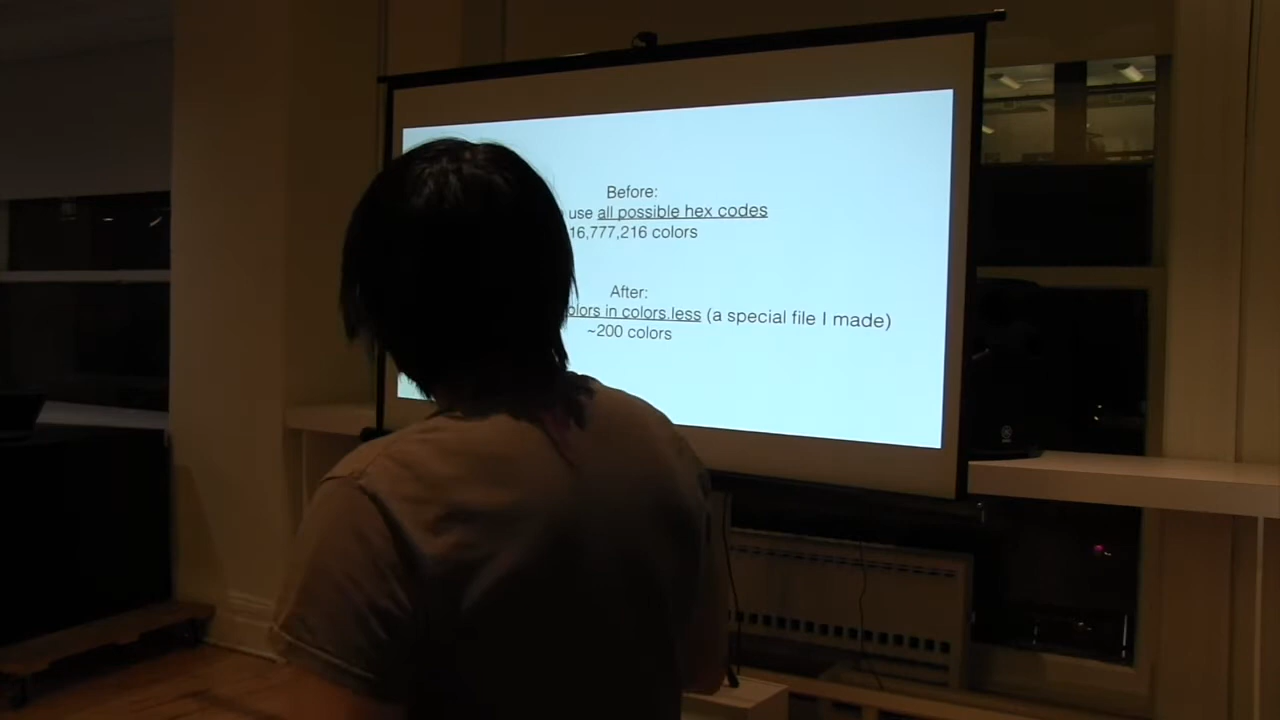 Before:
use all possible hex codes
16,777,216 colors
After:
colors in colors.less (a special file I made)
~200 colors